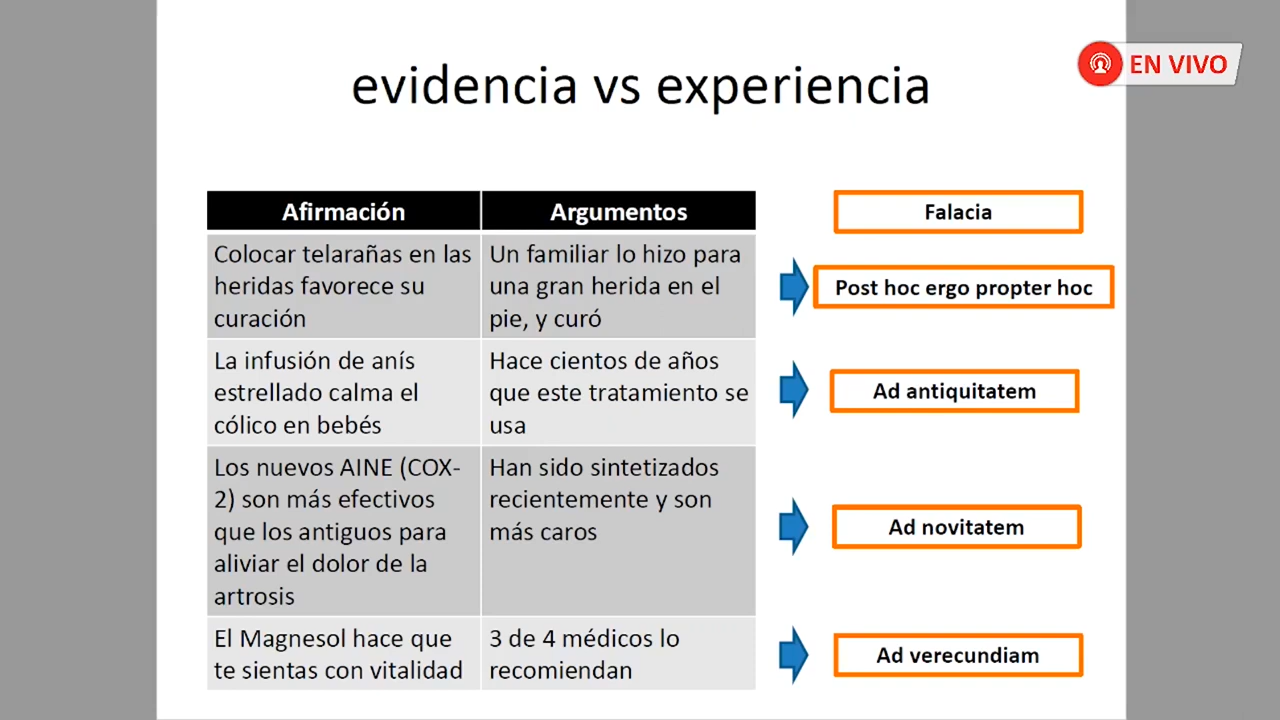 EN VIVO
evidencia vs experiencia
Afirmación
Argumentos
Falacia
Colocar telarañas en las
heridas favorece su
curación
Un familiar lo hizo para
una gran herida en el
pie, y curó
Post hoc ergo propter hoc
La infusión de anís
estrellado calma el
cólico en bebés
Hace cientos de años
que este tratamiento se
usa
Ad antiquitatem
Los nuevos AINE (COX-
2) son más efectivos
que los antiguos para
aliviar el dolor de la
artrosis
Han sido sintetizados
recientemente y son
más caros
Ad novitatem
El Magnesol hace que
te sientas con vitalidad
3 de 4 médicos lo
recomiendan
Ad verecundiam